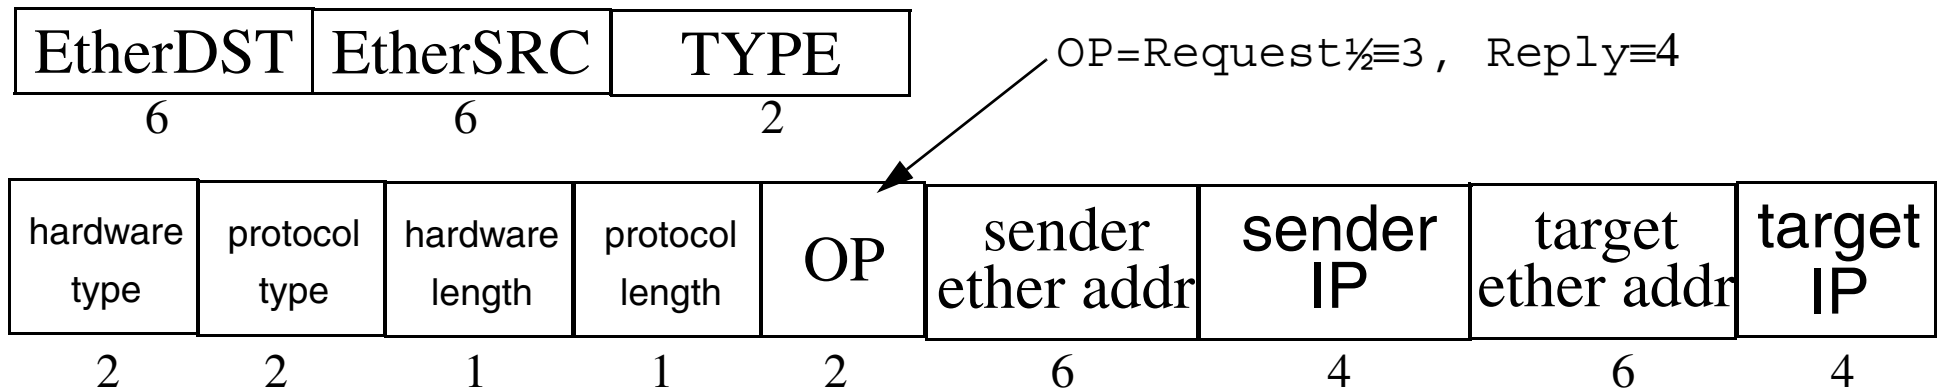 EtherDST EtherSRC TYPE OP=Request½≡3, Reply≡4
6 6 2
hardware type protocol type hardware length protocol length OP sender ether addr sender IP target ether addr target IP
2 2 1 1 2 6 4 6 4